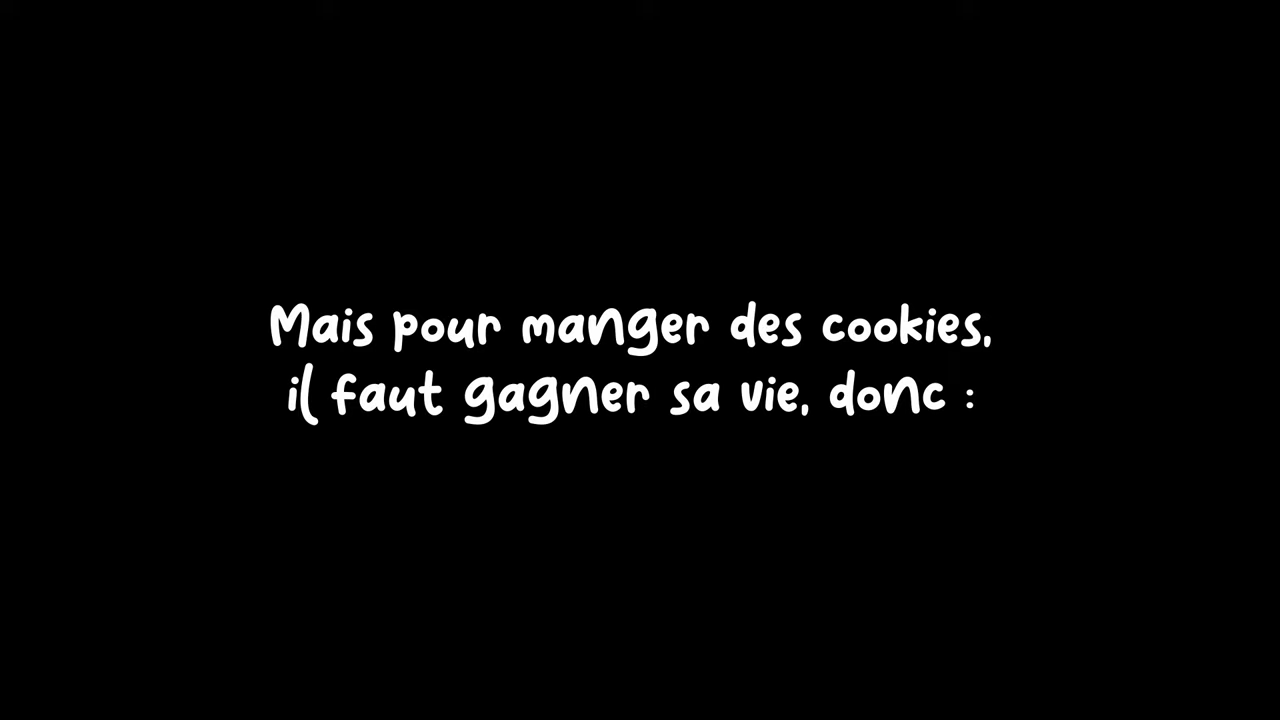 Mais pour manger des cookies,
il faut gagner sa vie, donc :